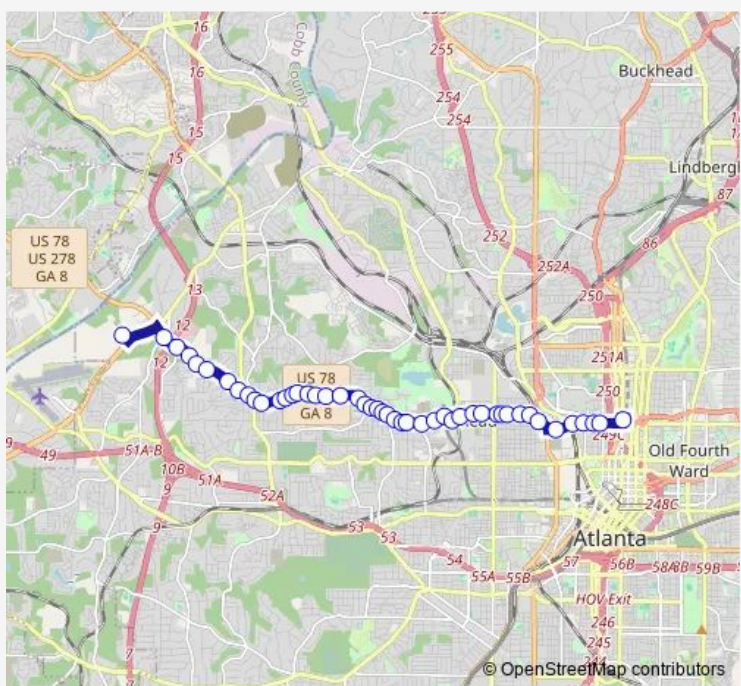 16
Cobb County
16
255
255
Buckhead
254
254
15
15
Lindberg
87
252
86
US 78
US 278
GA 8
13
252A
250
12
251A
12
US 78
GA 8
250
249C
49
51A-B
10B
51A
9
52A
Old Fourth
Ward
248C
9
53
53
Atlanta
54
55A
55B
57
56B
58A
59B
HOV Exit
246
245
7
© OpenStreetMap contributors